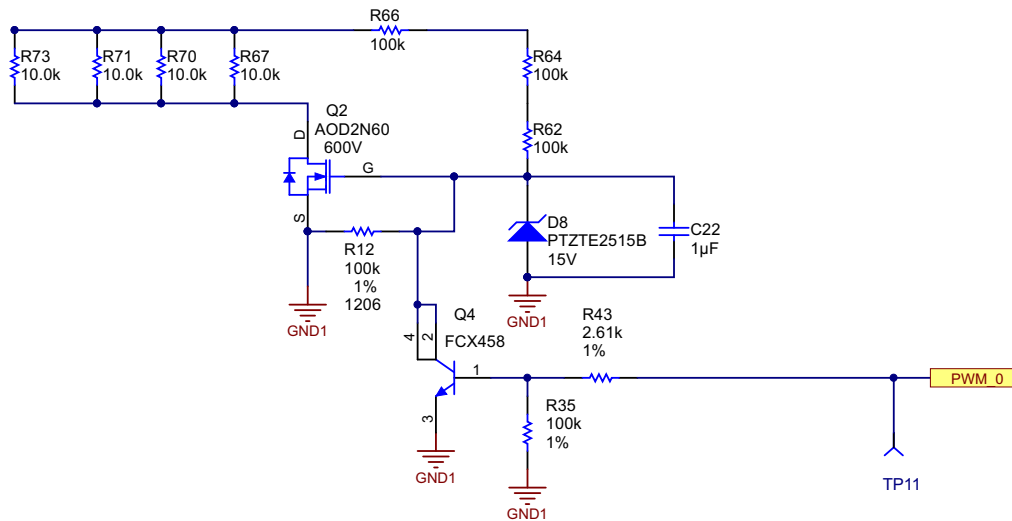 R66
100k
R73
10.0k
R71
10.0k
R70
10.0k
R67
10.0k
R64
100k
R62
100k
Q2
AOD2N60
600V
D
G
S
R12
100k
1%
1206
GND1
D8
PTZTE2515B
15V
C22
1µF
GND1
Q4
FCX458
4
2
1
3
GND1
R43
2.61k
1%
R35
100k
1%
GND1
PWM_0
TP11